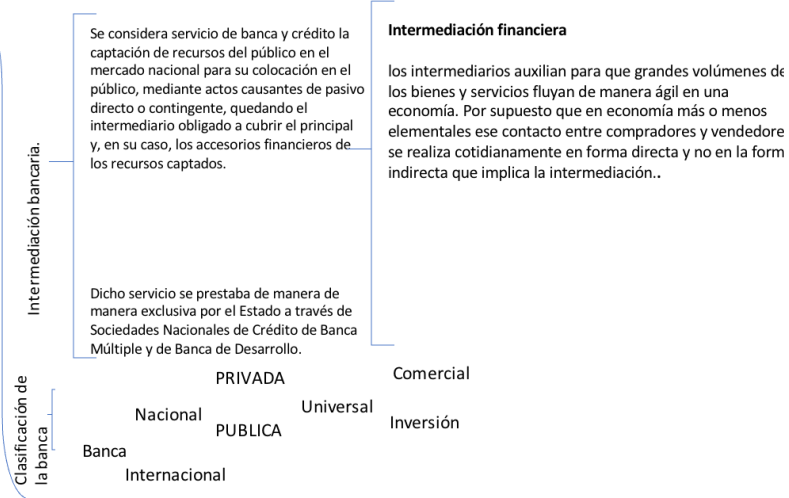 Intermediación bancaria.
Se considera servicio de banca y crédito la
captación de recursos del público en el
mercado nacional para su colocación en el
público, mediante actos causantes de pasivo
directo o contingente, quedando el
intermediario obligado a cubrir el principal
y, en su caso, los accesorios financieros de
los recursos captados.
Dicho servicio se prestaba de manera de
manera exclusiva por el Estado a través de
Sociedades Nacionales de Crédito de Banca
Múltiple y de Banca de Desarrollo.
Intermediación financiera
los intermediarios auxilian para que grandes volúmenes de
los bienes y servicios fluyan de manera ágil en una
economía. Por supuesto que en economía más o menos
elementales ese contacto entre compradores y vendedore
se realiza cotidianamente en forma directa y no en la form
indirecta que implica la intermediación..
Clasificación de
la banca
Banca
Nacional
Internacional
PRIVADA
PUBLICA
Universal
Comercial
Inversión